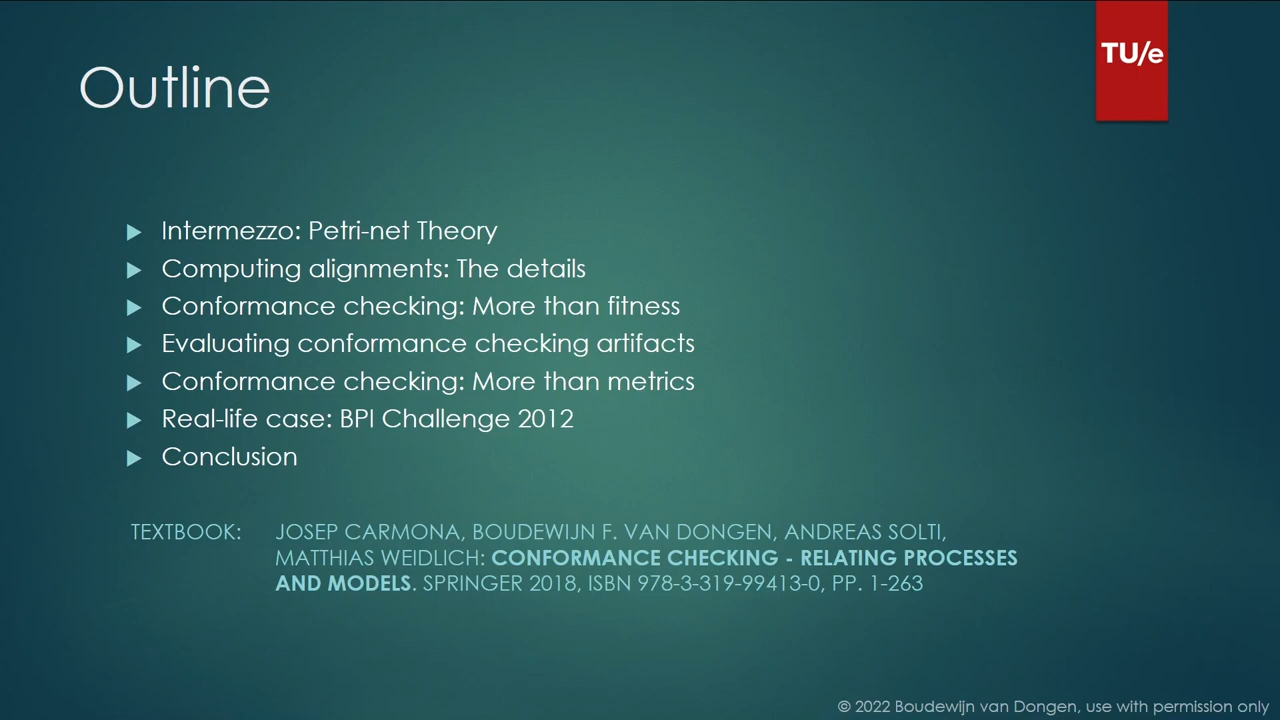 TU/e
Outline
Intermezzo: Petri-net Theory
Computing alignments: The details
Conformance checking: More than fitness
Evaluating conformance checking artifacts
Conformance checking: More than metrics
Real-life case: BPI Challenge 2012
Conclusion
TEXTBOOK: JOSEP CARMONA, BOUDEWIJN F. VAN DONGEN, ANDREAS SOLTI,
MATTHIAS WEIDLICH: CONFORMANCE CHECKING - RELATING PROCESSES
AND MODELS. SPRINGER 2018, ISBN 978-3-319-99413-0, PP. 1-263
© 2022 Boudewijn van Dongen, use with permission only